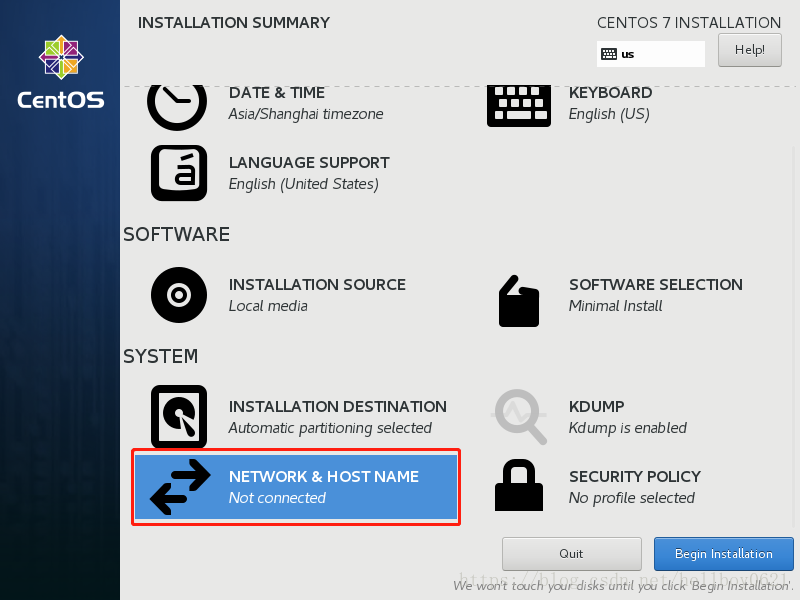 INSTALLATION SUMMARY
CENTOS 7 INSTALLATION
us
Help!
CentOS
DATE & TIME
Asia/Shanghai timezone
KEYBOARD
English (US)
LANGUAGE SUPPORT
English (United States)
SOFTWARE
INSTALLATION SOURCE
Local media
SOFTWARE SELECTION
Minimal Install
SYSTEM
INSTALLATION DESTINATION
Automatic partitioning selected
KDUMP
Kdump is enabled
NETWORK & HOST NAME
Not connected
SECURITY POLICY
No profile selected
Quit
Begin Installation
https://blog.csdn.net/hellboy0621
We won't touch your disks until you click 'Begin Installation'.